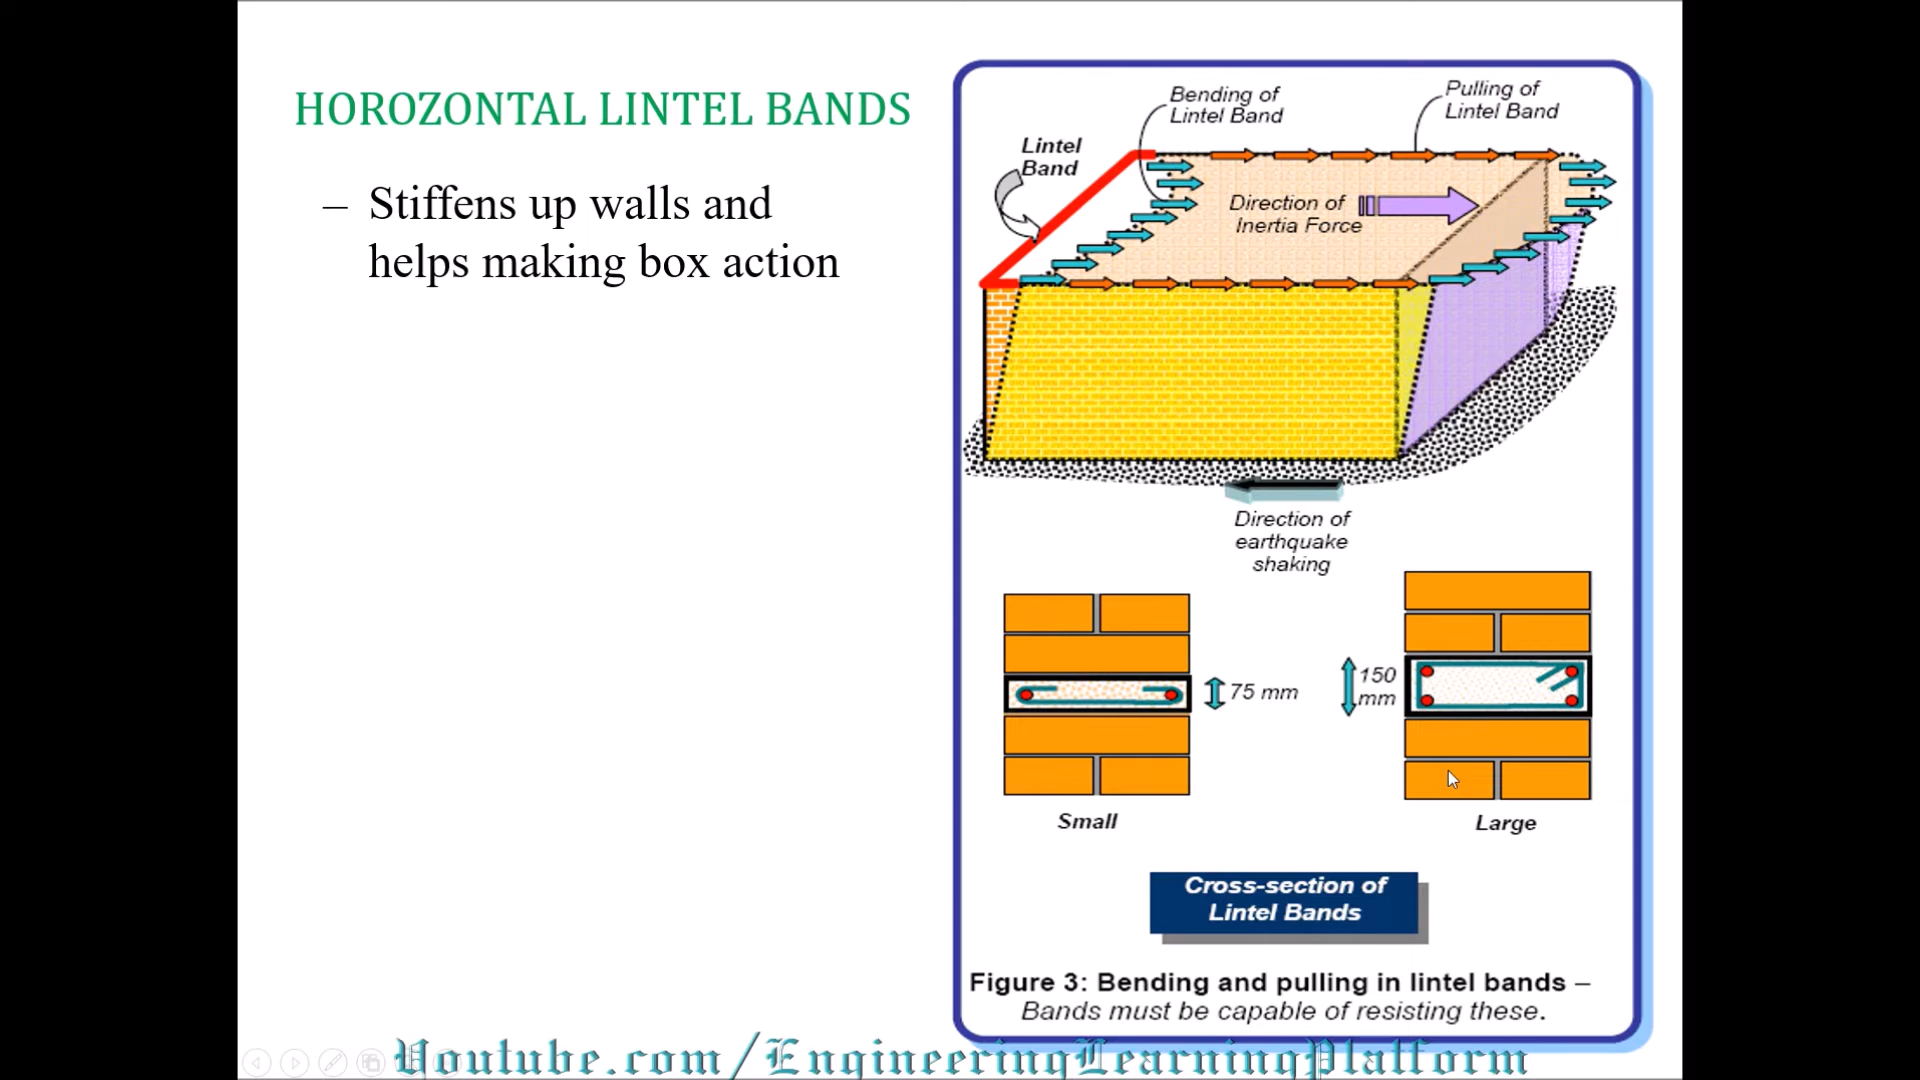 HOROZONTAL LINTEL BANDS
– Stiffens up walls and
helps making box action
Bending of
Lintel Band
Pulling of
Lintel Band
Lintel
Band
Direction of
Inertia Force
Direction of
earthquake
shaking
75 mm
150
mm
Small
Large
Cross-section of
Lintel Bands
Figure 3: Bending and pulling in lintel bands –
Bands must be capable of resisting these.
Youtube.com/EngineeringLearningPlatform